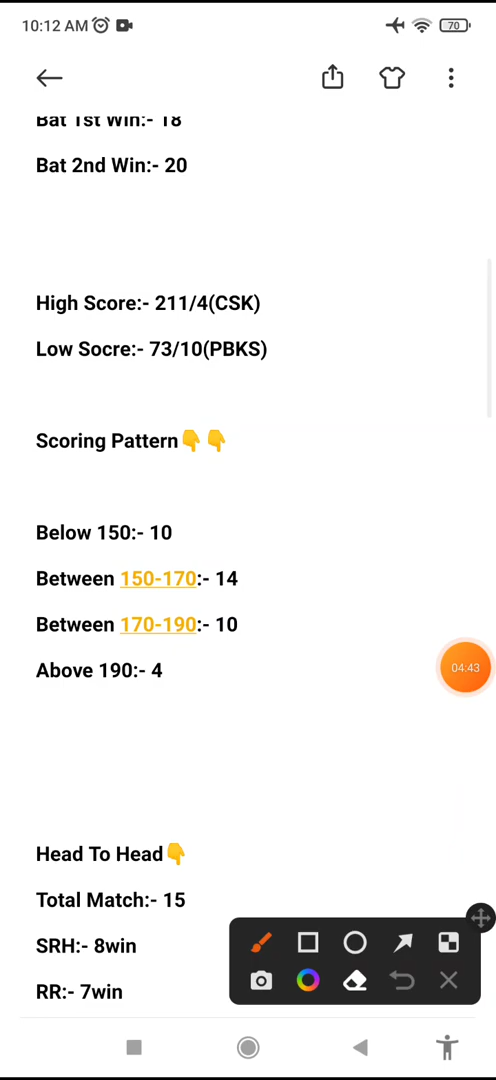 10:12 AM
70
Bat 1st Win:- 18
Bat 2nd Win:- 20
High Score:- 211/4(CSK)
Low Socre:- 73/10(PBKS)
Scoring Pattern👇👇
Below 150:- 10
Between 150-170:- 14
Between 170-190:- 10
Above 190:- 4
04:43
Head To Head👇
Total Match:- 15
SRH:- 8win
RR:- 7win